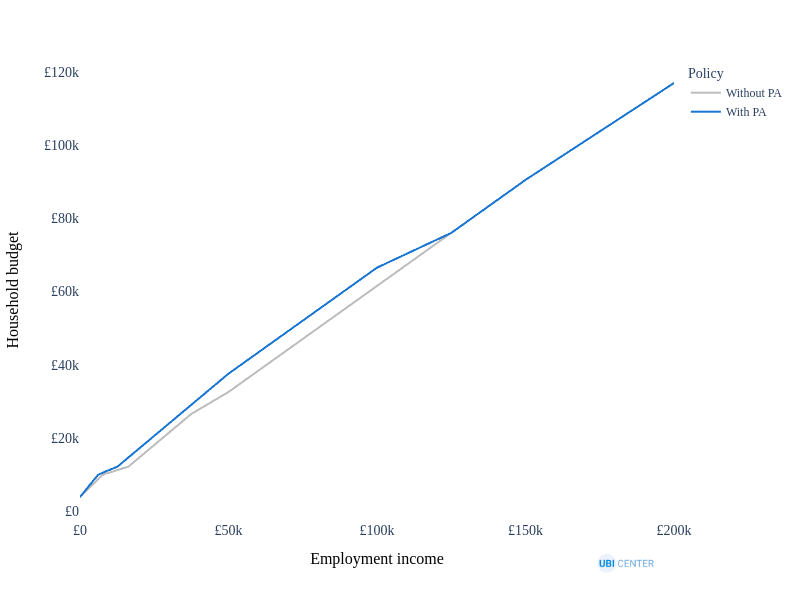 Policy
Without PA
With PA
£120k
£100k
£80k
£60k
£40k
£20k
£0
Household budget
£0 £50k £100k £150k £200k
Employment income
UBI CENTER